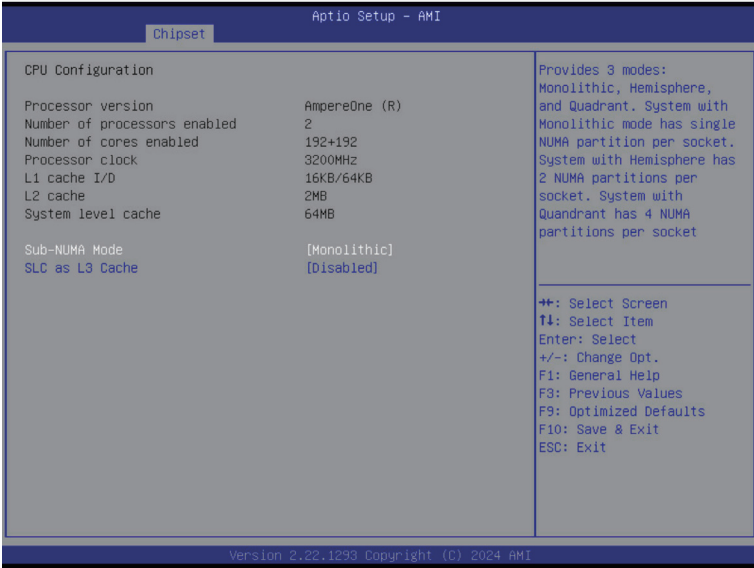 Aptio Setup – AMI
Chipset
CPU Configuration
Processor version AmpereOne (R)
Number of processors enabled 2
Number of cores enabled 192+192
Processor clock 3200MHz
L1 cache I/D 16KB/64KB
L2 cache 2MB
System level cache 64MB
Sub-NUMA Mode [Monolithic]
SLC as L3 Cache [Disabled]
Provides 3 modes:
Monolithic, Hemisphere,
and Quadrant. System with
Monolithic mode has single
NUMA partition per socket.
System with Hemisphere has
2 NUMA partitions per
socket. System with
Quandrant has 4 NUMA
partitions per socket
→←: Select Screen
↑↓: Select Item
Enter: Select
+/-: Change Opt.
F1: General Help
F3: Previous Values
F9: Optimized Defaults
F10: Save & Exit
ESC: Exit
Version 2.22.1293 Copyright (C) 2024 AMI